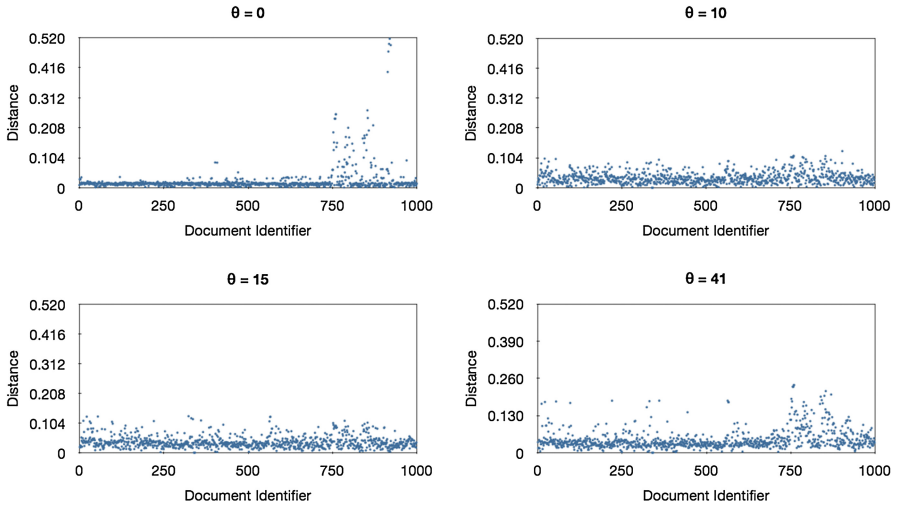 θ = 0
0.520
0.416
0.312
0.208
0.104
0
Distance
0 250 500 750 1000
Document Identifier
θ = 10
0.520
0.416
0.312
0.208
0.104
0
Distance
0 250 500 750 1000
Document Identifier
θ = 15
0.520
0.416
0.312
0.208
0.104
0
Distance
0 250 500 750 1000
Document Identifier
θ = 41
0.520
0.390
0.260
0.130
0
Distance
0 250 500 750 1000
Document Identifier